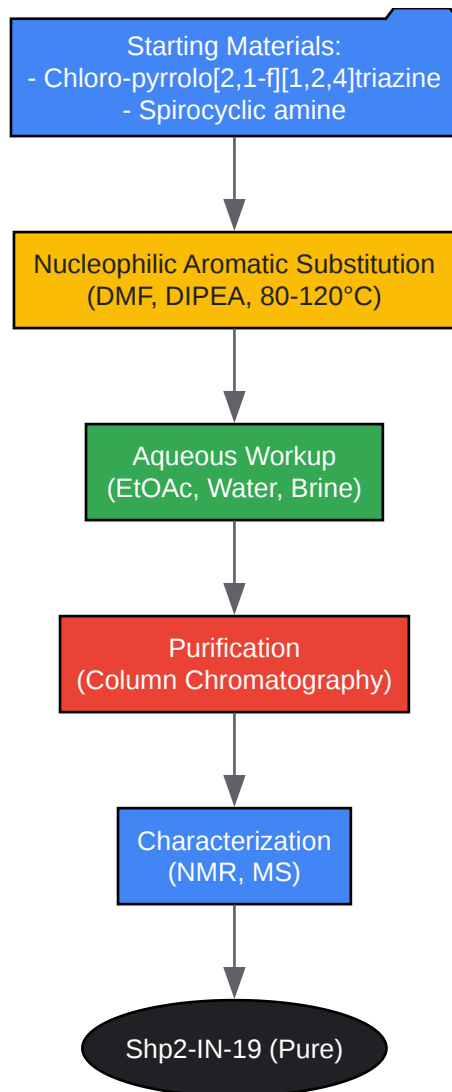 Starting Materials:
- Chloro-pyrrolo[2,1-f][1,2,4]triazine
- Spirocyclic amine
Nucleophilic Aromatic Substitution
(DMF, DIPEA, 80-120°C)
Aqueous Workup
(EtOAc, Water, Brine)
Purification
(Column Chromatography)
Characterization
(NMR, MS)
Shp2-IN-19 (Pure)